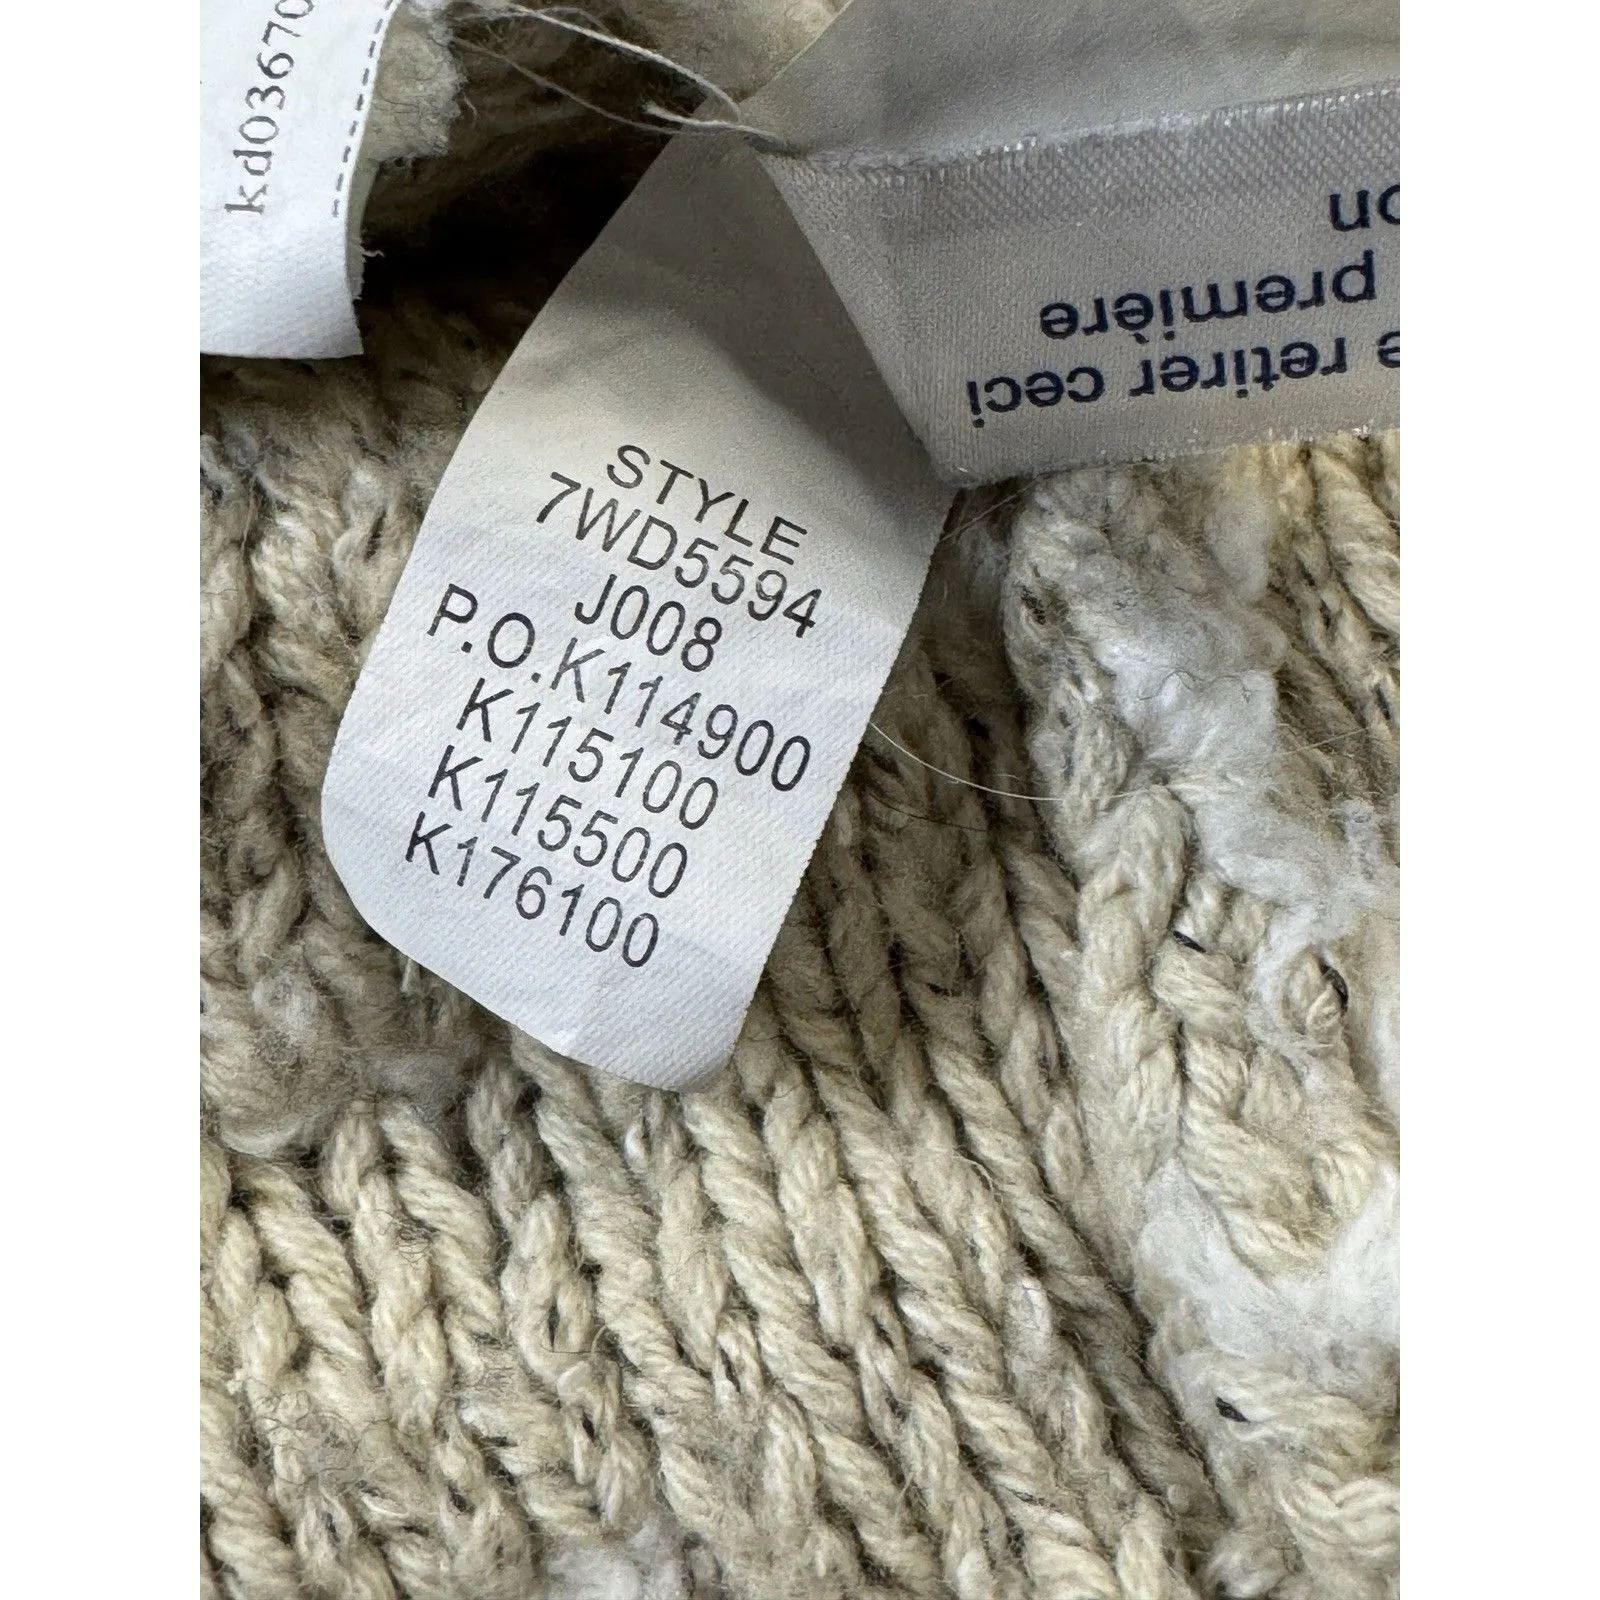 kd03670
STYLE
7WD5594
J008
P.O.K114900
K115100
K115500
K176100
e retirer ceci
première
on